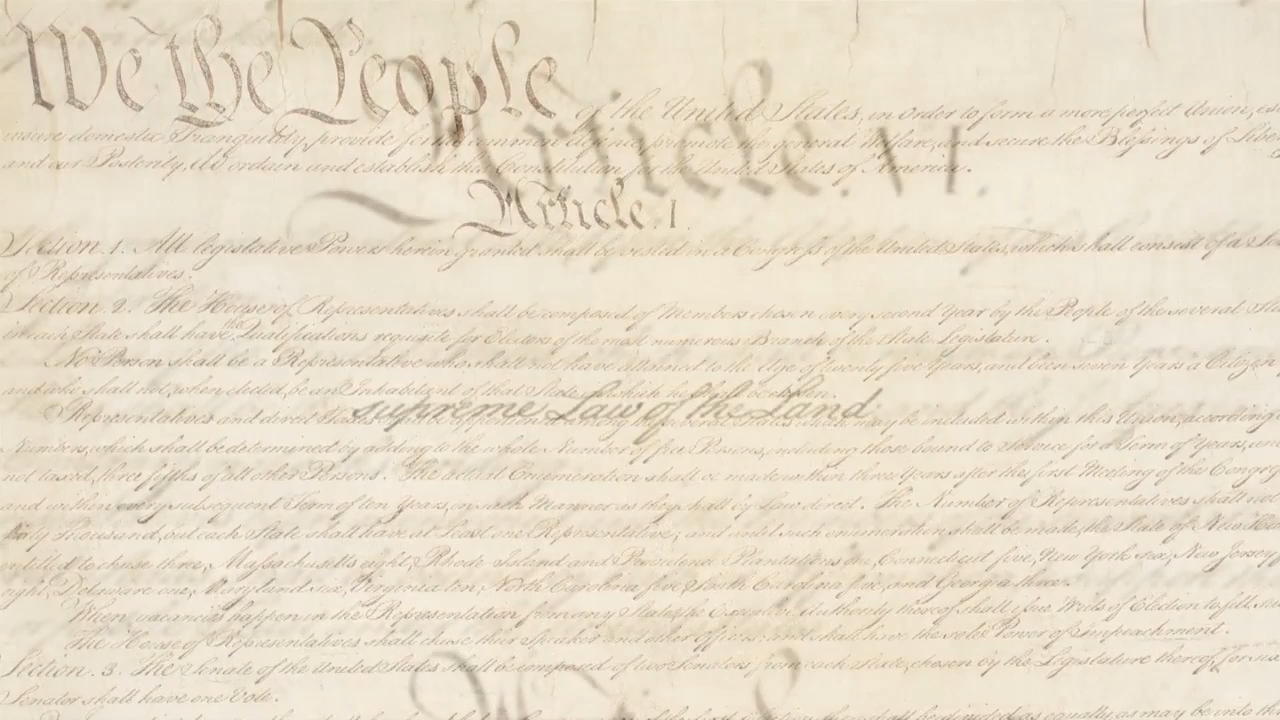 We the People of the United States, in Order to form a more perfect Union,
insure domestic Tranquility, provide for the common defence, promote the general Welfare, and secure the Blessings of
and our Posterity, do ordain and establish this Constitution for the United States of America.
Article. VI.
Article. I.
Section. 1. All legislative Powers herein granted shall be vested in a Congress of the United States, which shall consist of a
of Representatives.
Section. 2. The House of Representatives shall be composed of Members chosen every second Year by the People of the several
in each State shall have the Qualifications requisite for Electors of the most numerous Branch of the State Legislature.
No Person shall be a Representative who shall not have attained to the Age of twenty five Years, and been seven Years a Citizen
and who shall not, when elected, be an Inhabitant of that State in which he shall be chosen.
supreme Law of the Land
Representatives and direct Taxes shall be apportioned among the several States which may be included within this Union, according
Numbers, which shall be determined by adding to the whole Number of free Persons, including those bound to Service for a Term of Years,
not taxed, three fifths of all other Persons. The actual Enumeration shall be made within three Years after the first Meeting of the
and within every subsequent Term of ten Years, in such Manner as they shall by Law direct. The Number of Representatives shall not
thirty Thousand, but each State shall have at Least one Representative; and until such enumeration shall be made, the State of New
entitled to chuse three, Massachusetts eight, Rhode Island and Providence Plantations one, Connecticut five, New York six, New Jersey
eight, Delaware one, Maryland six, Virginia ten, North Carolina five, South Carolina five, and Georgia three.
When vacancies happen in the Representation from any State, the Executive Authority thereof shall issue Writs of Election to fill
The House of Representatives shall chuse their Speaker and other Officers; and shall have the sole Power of Impeachment.
Section. 3. The Senate of the United States shall be composed of two Senators from each State, chosen by the Legislature thereof, for
Senator shall have one Vote.